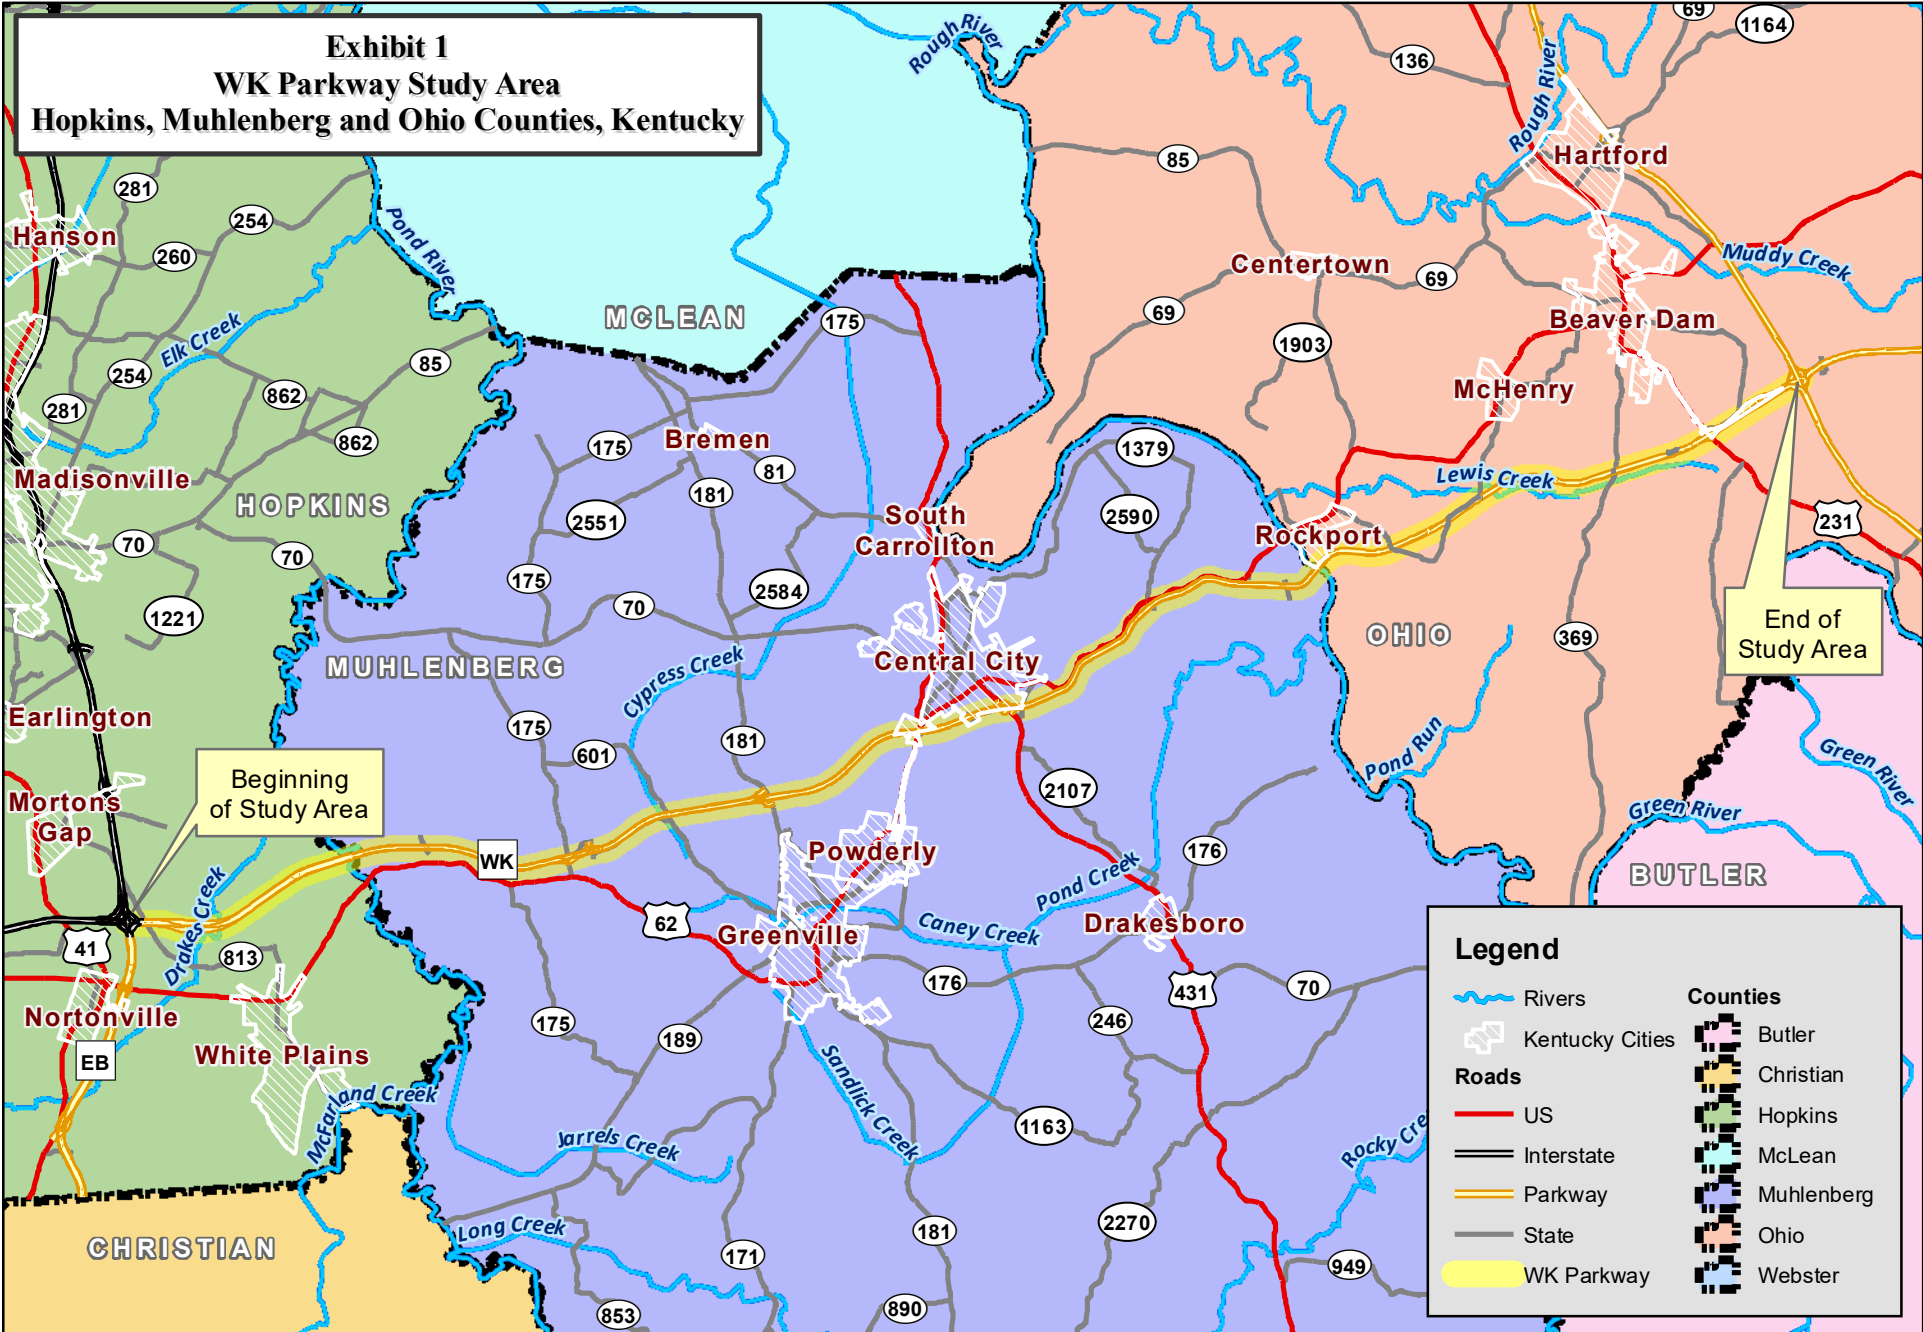 Exhibit 1
WK Parkway Study Area
Hopkins, Muhlenberg and Ohio Counties, Kentucky
69
1164
136
Rough River
Rough River
Hartford
281
254
260
Hanson
Pond River
85
Centertown
69
Muddy Creek
MCLEAN
175
69
Beaver Dam
Elk Creek
1903
254
85
862
281
McHenry
862
Bremen
175
1379
81
Madisonville
181
Lewis Creek
HOPKINS
2551
2590
South
Carrollton
Rockport
231
70
70
175
2584
70
1221
End of
Study Area
OHIO
369
MUHLENBERG
Cypress Creek
Central City
Earlington
175
181
601
Pond Run
Green River
Beginning
of Study Area
2107
Mortons
Gap
Green River
WK
Powderly
176
Pond Creek
BUTLER
Drakes Creek
62
Greenville
Caney Creek
Drakesboro
41
813
176
431
70
Nortonville
175
189
246
EB
White Plains
Sandlick Creek
McFarland Creek
1163
Jarrels Creek
Rocky Cre
Long Creek
181
2270
CHRISTIAN
171
949
853
890
Legend
Rivers
Kentucky Cities
Roads
US
Interstate
Parkway
State
WK Parkway
Counties
Butler
Christian
Hopkins
McLean
Muhlenberg
Ohio
Webster